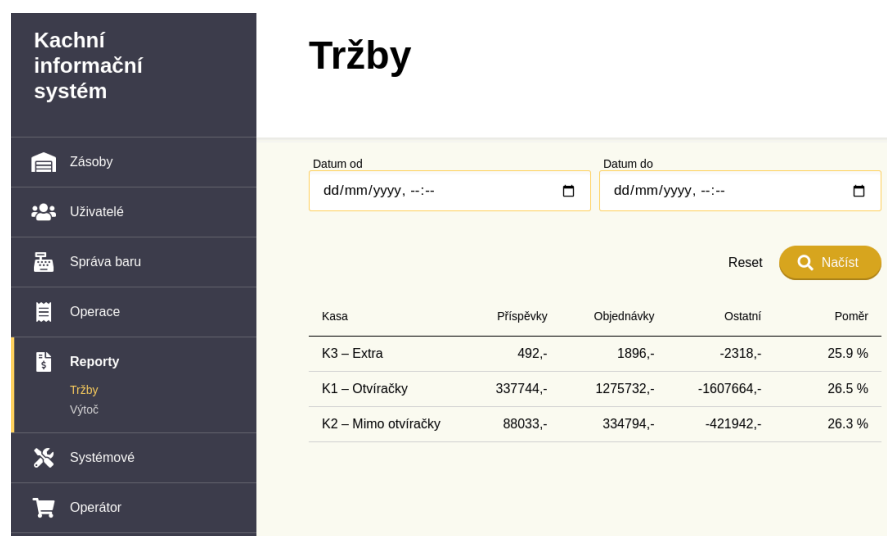 Kachní
informační
systém
Zásoby
Uživatelé
Správa baru
Operace
Reporty
Tržby
Výtoč
Systémové
Operátor
Tržby
Datum od
Datum do
dd/mm/yyyy, --:--
dd/mm/yyyy, --:--
Reset
Načíst
Kasa Příspěvky Objednávky Ostatní Poměr
K3 – Extra 492,- 1896,- -2318,- 25.9 %
K1 – Otvíračky 337744,- 1275732,- -1607664,- 26.5 %
K2 – Mimo otvíračky 88033,- 334794,- -421942,- 26.3 %